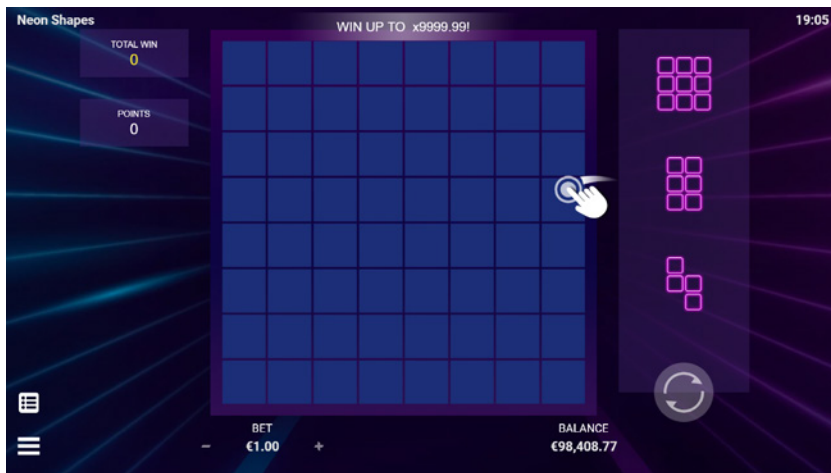 Neon Shapes
WIN UP TO x9999.99!
19:05
TOTAL WIN
0
POINTS
0
BET
€1.00
BALANCE
€98,408.77